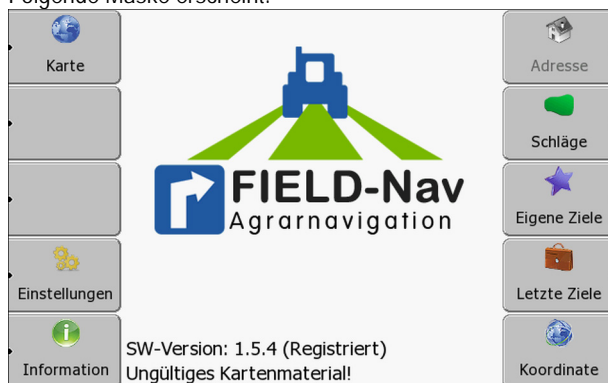 Folgende Maske erscheint:
Karte
Einstellungen
Information
FIELD-Nav
Agrarnavigation
SW-Version: 1.5.4 (Registriert)
Ungültiges Kartenmaterial!
Adresse
Schläge
Eigene Ziele
Letzte Ziele
Koordinate